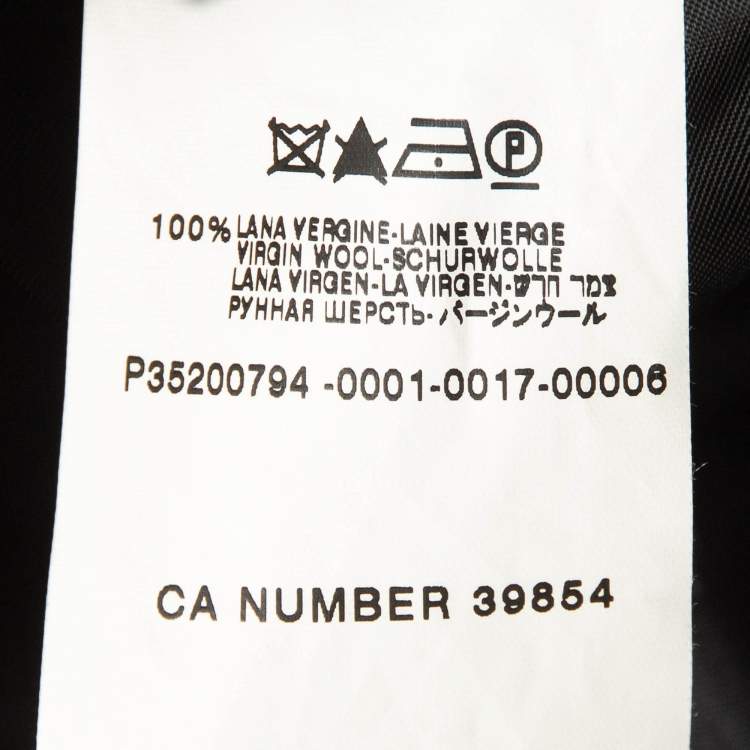 P
100% LANA VERGINE-LAINE VIERGE
VIRGIN WOOL-SCHURWOLLE
LANA VIRGEN-LA VIRGEN-צמר חדש
РУННАЯ ШЕРСТЬ-バージンウール
P35200794 -0001-0017-00006
CA NUMBER 39854